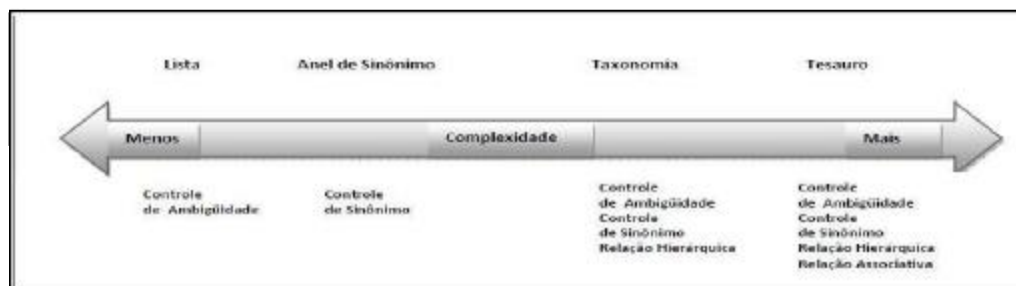 Lista Anel de Sinônimo Taxonomia Tesauro
Menos Complexidade Mais
Controle
de Ambigüidade
Controle
de Sinônimo
Controle
de Ambigüidade
Controle
de Sinônimo
Relação Hierárquica
Controle
de Ambigüidade
Controle
de Sinônimo
Relação Hierárquica
Relação Associativa